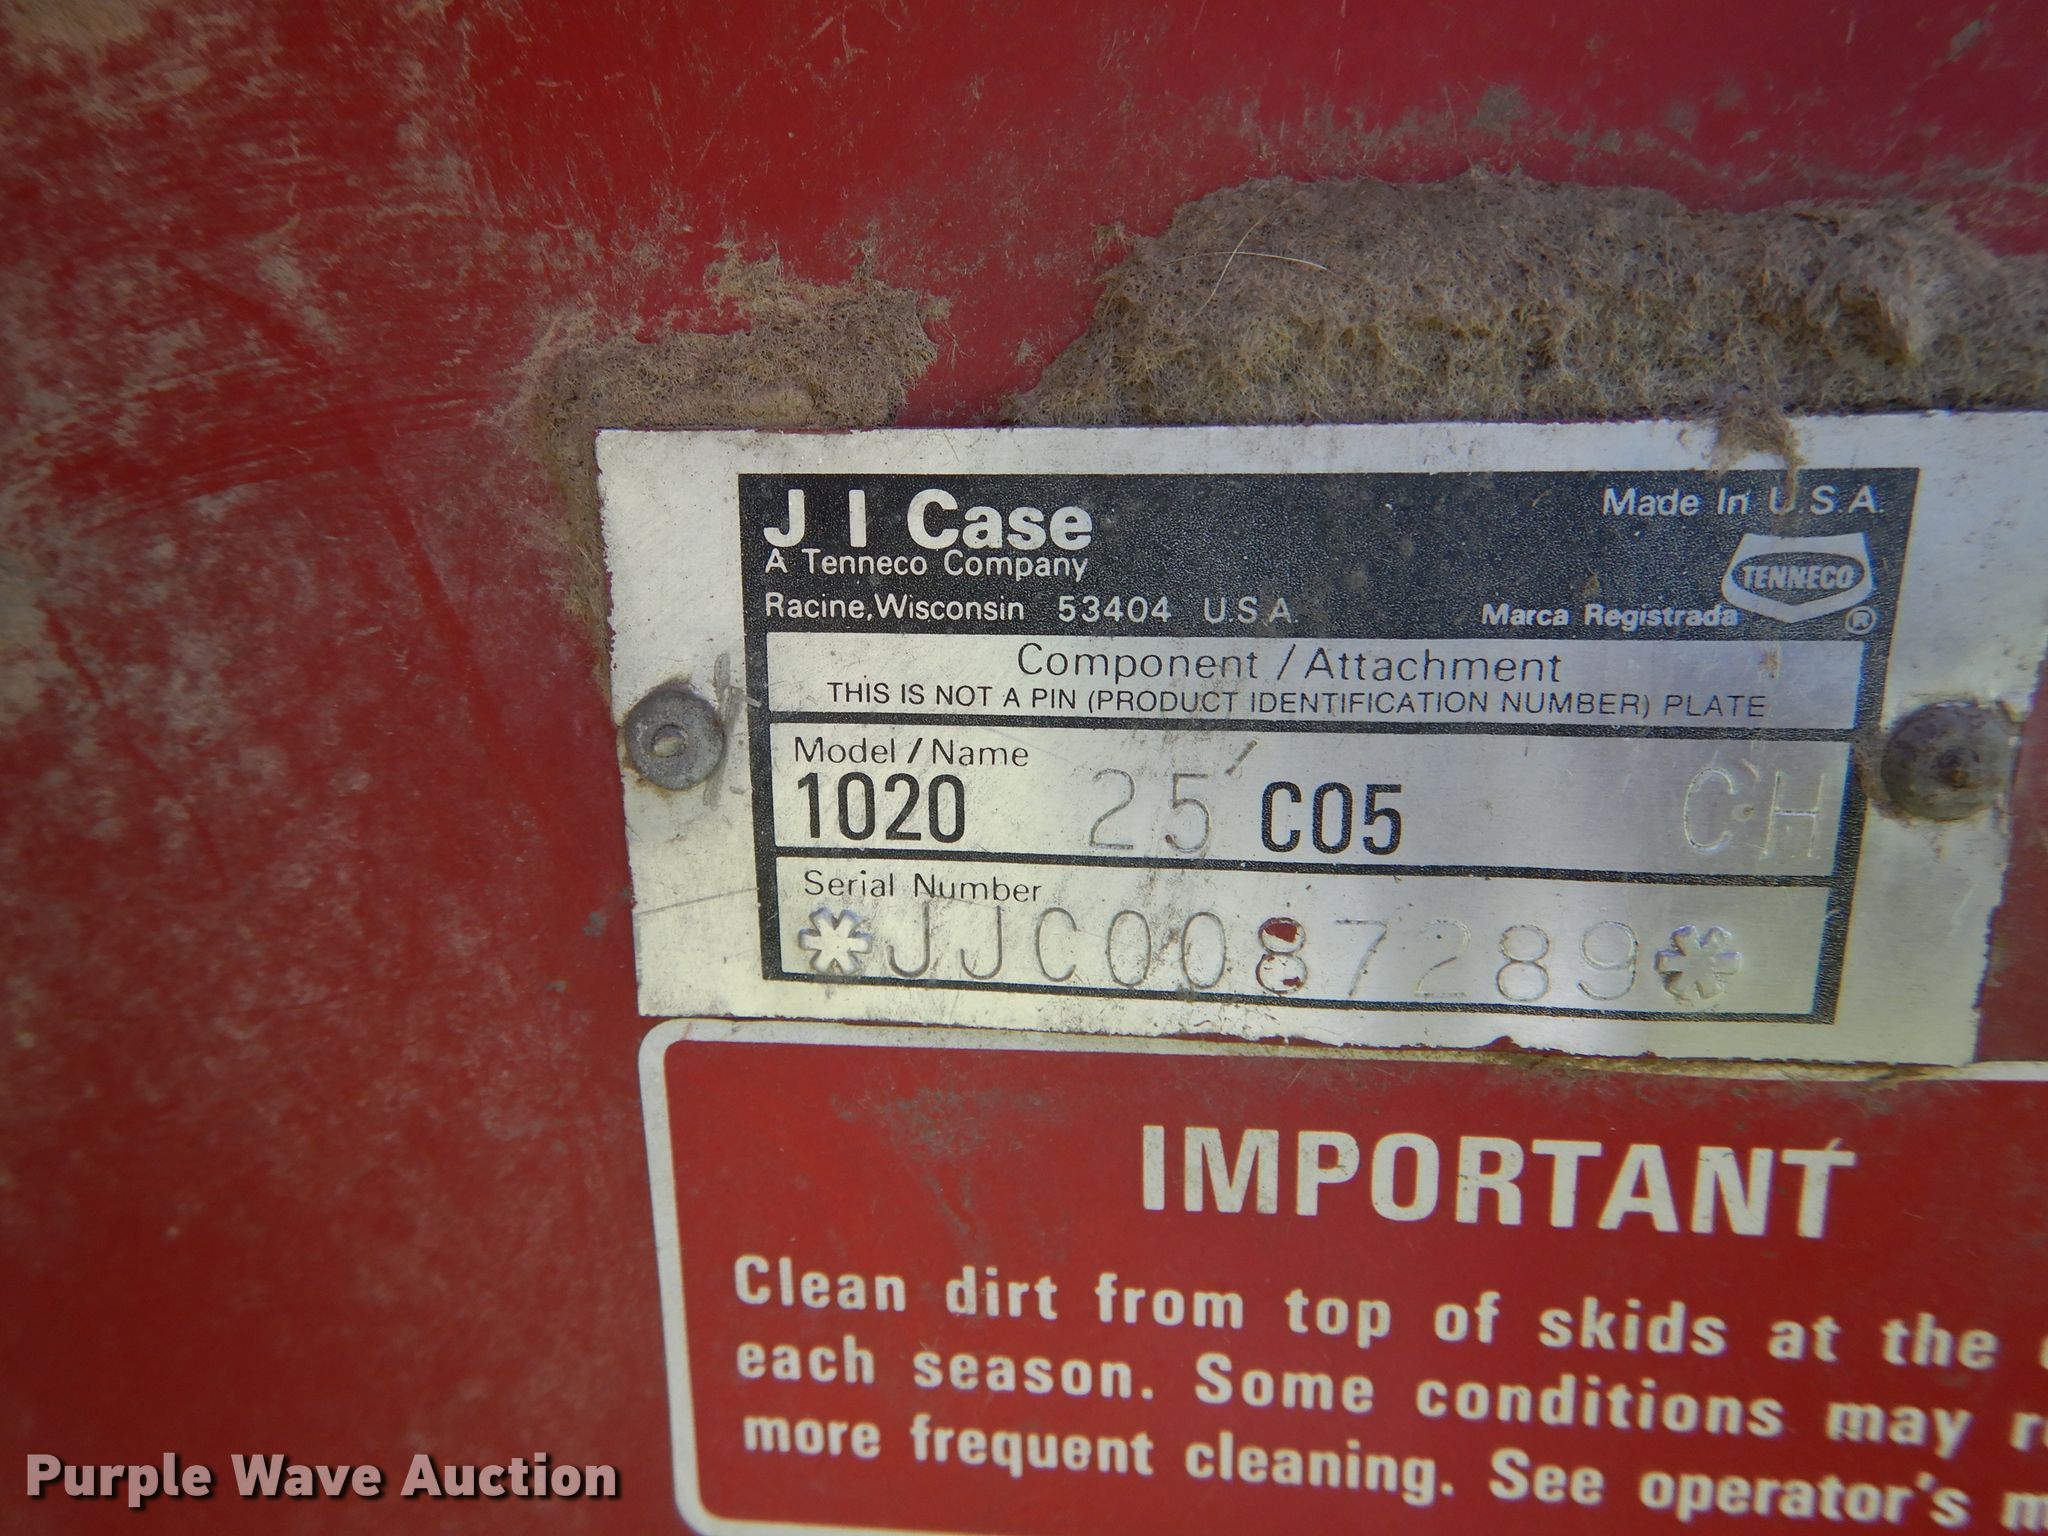 J I Case
A Tenneco Company
Racine, Wisconsin 53404 U.S.A.
Made In U.S.A.
TENNECO
Marca Registrada ®
Component / Attachment
THIS IS NOT A PIN (PRODUCT IDENTIFICATION NUMBER) PLATE
Model / Name
1020 25' C05 CH
Serial Number
*JJC0087289*
IMPORTANT
Clean dirt from top of skids at the
each season. Some conditions may
more frequent cleaning. See operator's
Purple Wave Auction